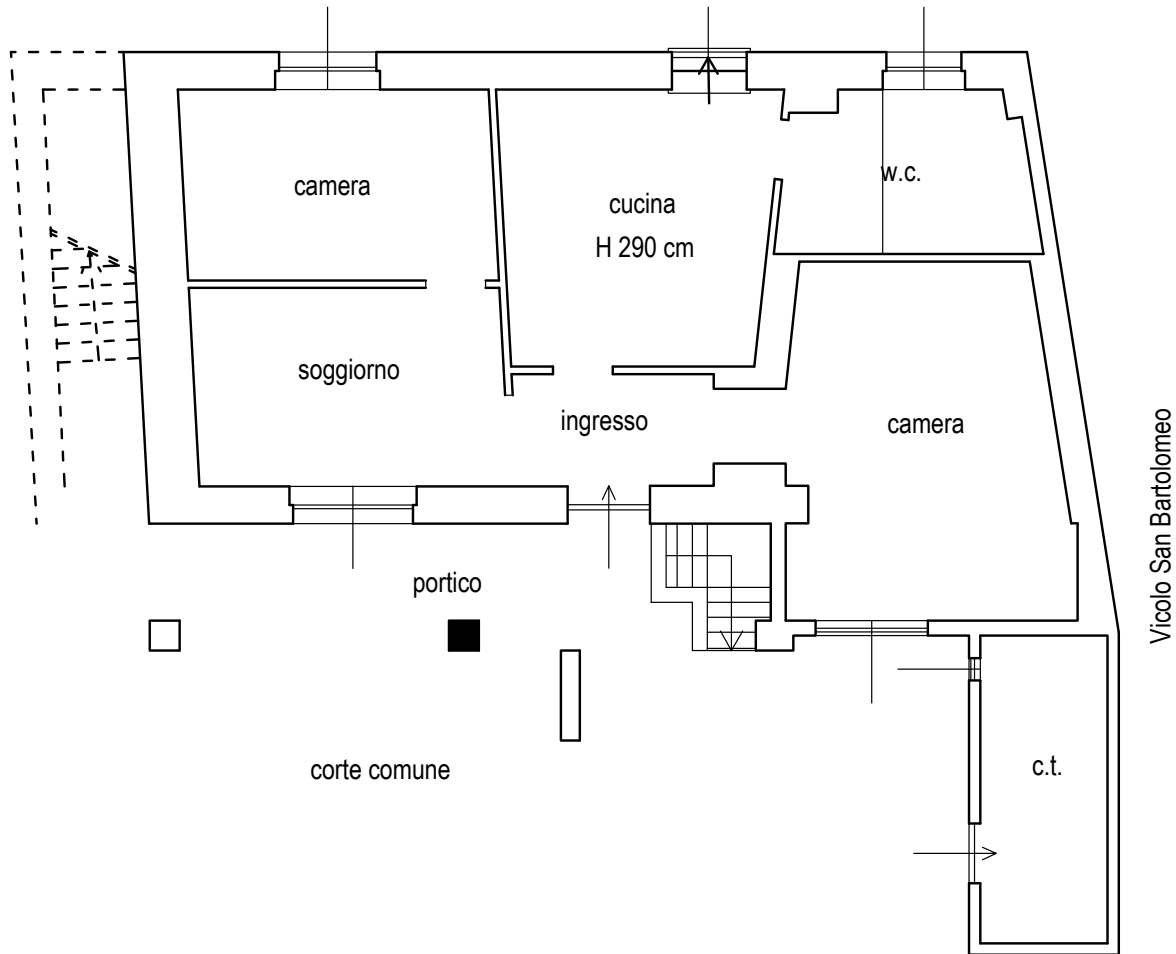 camera
cucina
H 290 cm
w.c.
soggiorno
ingresso
camera
Vicolo San Bartolomeo
portico
corte comune
c.t.